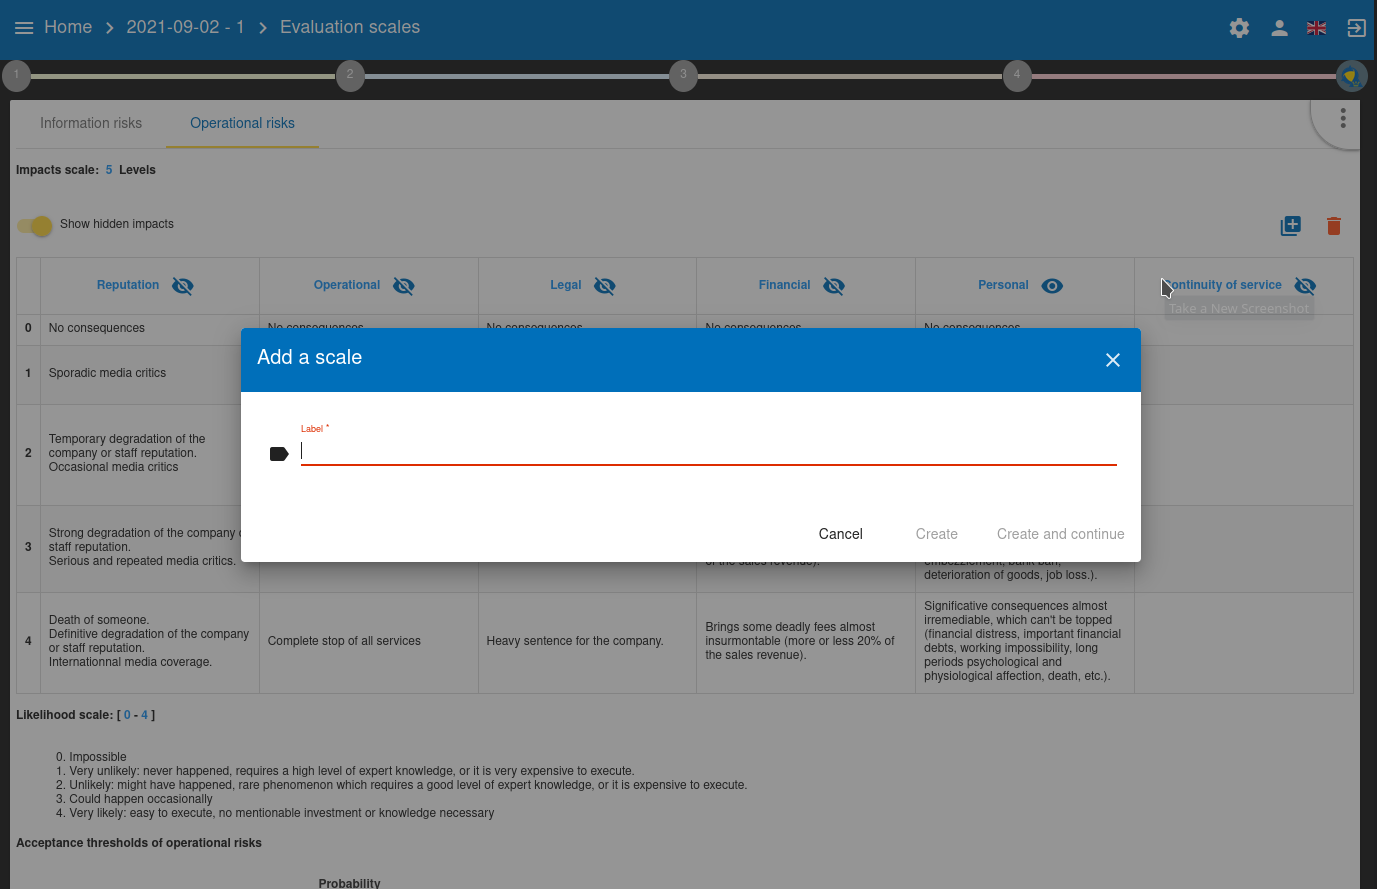 Home > 2021-09-02 - 1 > Evaluation scales
1 2 3 4
Information risks Operational risks
Impacts scale: 5 Levels
Show hidden impacts
Reputation Operational Legal Financial Personal Continuity of service
Take a New Screenshot
0 No consequences No consequences No consequences No consequences No consequences
Add a scale
1 Sporadic media critics
Label *
2 Temporary degradation of the
company or staff reputation.
Occasional media critics
Cancel Create Create and continue
3 Strong degradation of the company
staff reputation.
Serious and repeated media critics.
of the sales revenue).
embezzlement, bank ban,
deterioration of goods, job loss.).
4 Death of someone.
Definitive degradation of the company
or staff reputation.
Internationnal media coverage.
Complete stop of all services
Heavy sentence for the company.
Brings some deadly fees almost
insurmontable (more or less 20% of
the sales revenue).
Significative consequences almost
irremediable, which can't be topped
(financial distress, important financial
debts, working impossibility, long
periods psychological and
physiological affection, death, etc.).
Likelihood scale: [ 0 - 4 ]
0. Impossible
1. Very unlikely: never happened, requires a high level of expert knowledge, or it is very expensive to execute.
2. Unlikely: might have happened, rare phenomenon which requires a good level of expert knowledge, or it is expensive to execute.
3. Could happen occasionally
4. Very likely: easy to execute, no mentionable investment or knowledge necessary
Acceptance thresholds of operational risks
Probability